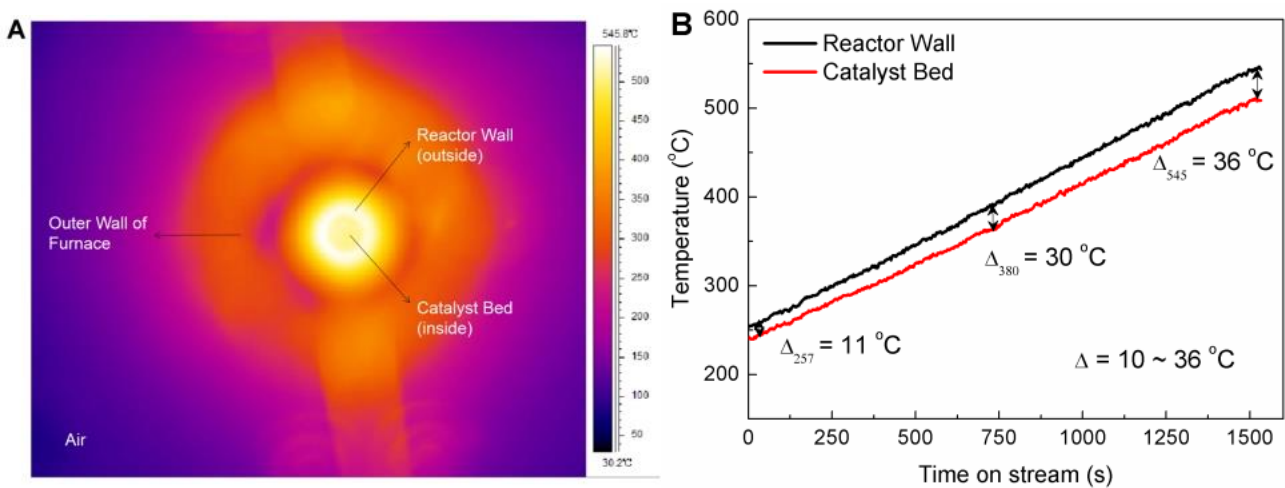 A
545.8°C
500
450
400
350
300
250
200
150
100
50
30.2°C
Reactor Wall
(outside)
Outer Wall of
Furnace
Catalyst Bed
(inside)
Air
B
Reactor Wall
Catalyst Bed
Temperature (°C)
600
500
400
300
200
Δ₅₄₅ = 36 °C
Δ₃₈₀ = 30 °C
Δ₂₅₇ = 11 °C
Δ = 10 ~ 36 °C
0 250 500 750 1000 1250 1500
Time on stream (s)